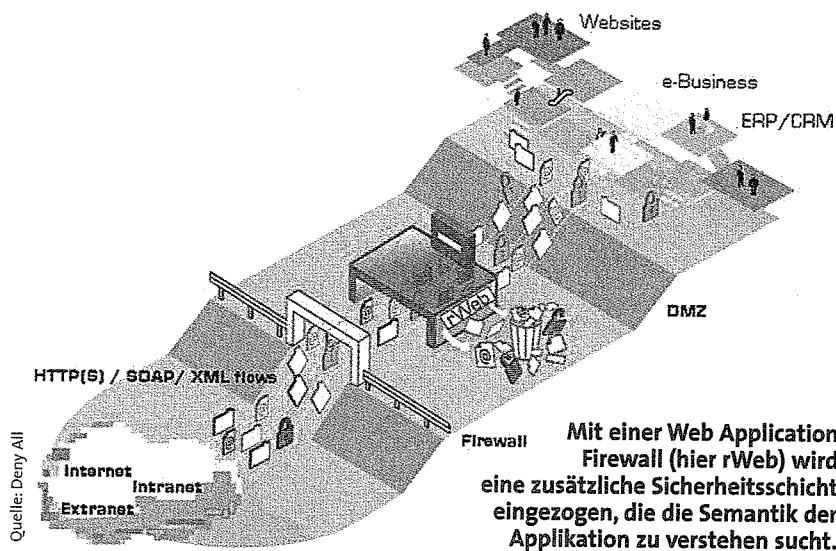 Websites
e-Business
ERP/CRM
rWeb
DMZ
HTTP(S) / SOAP/ XML flows
Firewall
Internet
Intranet
Extranet
Quelle: Deny All
Mit einer Web Application
Firewall (hier rWeb) wird
eine zusätzliche Sicherheitsschicht
eingezogen, die die Semantik der
Applikation zu verstehen sucht.